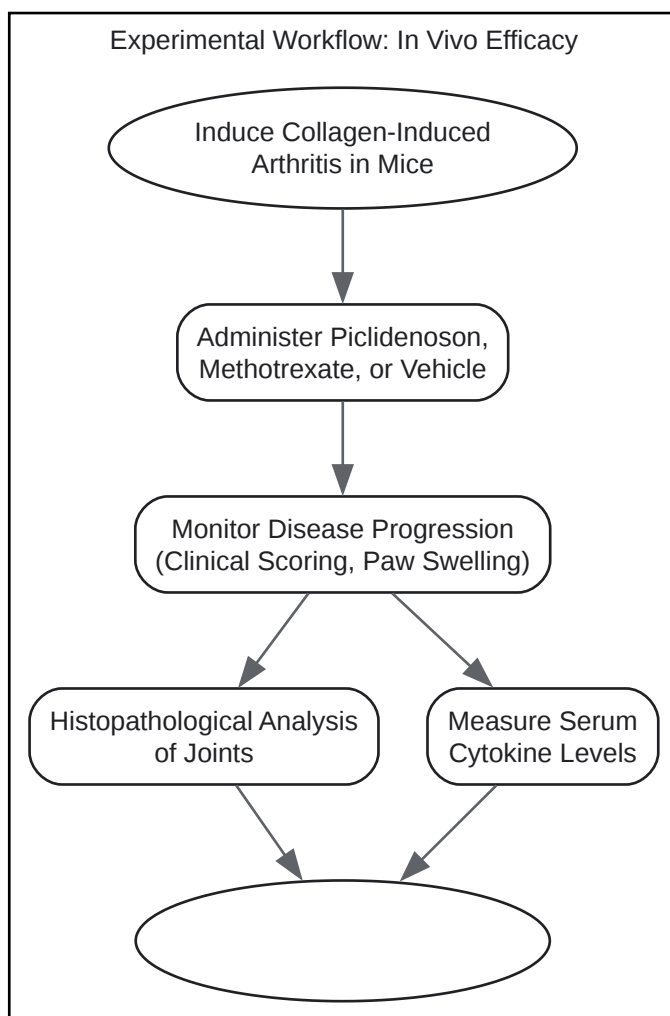 Experimental Workflow: In Vivo Efficacy
Induce Collagen-Induced
Arthritis in Mice
Administer Piclidenoson,
Methotrexate, or Vehicle
Monitor Disease Progression
(Clinical Scoring, Paw Swelling)
Histopathological Analysis
of Joints
Measure Serum
Cytokine Levels